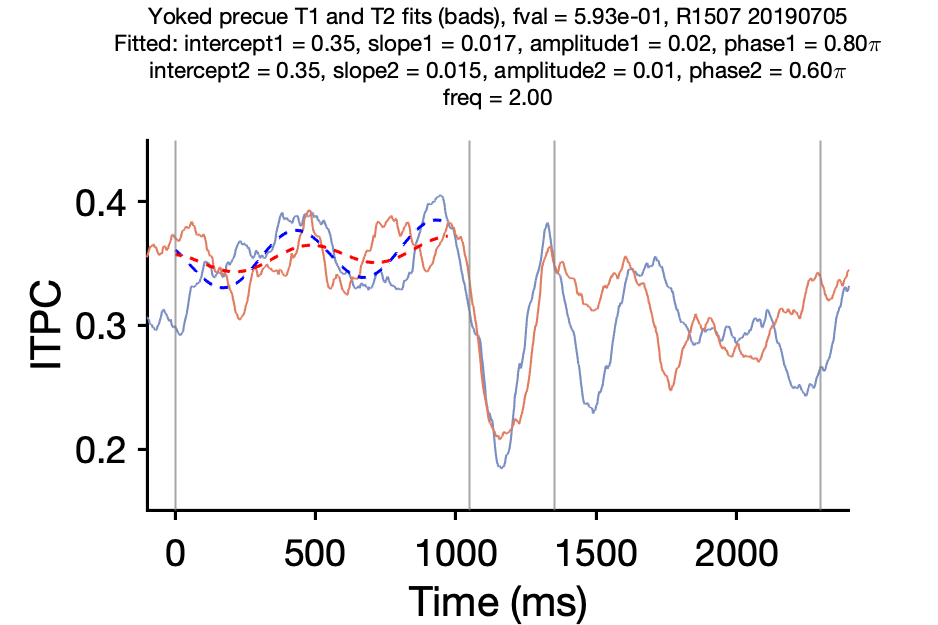 Yoked precue T1 and T2 fits (bads), fval = 5.93e-01, R1507 20190705
Fitted: intercept1 = 0.35, slope1 = 0.017, amplitude1 = 0.02, phase1 = 0.80π
intercept2 = 0.35, slope2 = 0.015, amplitude2 = 0.01, phase2 = 0.60π
freq = 2.00
0.4
0.3
0.2
ITPC
0 500 1000 1500 2000
Time (ms)